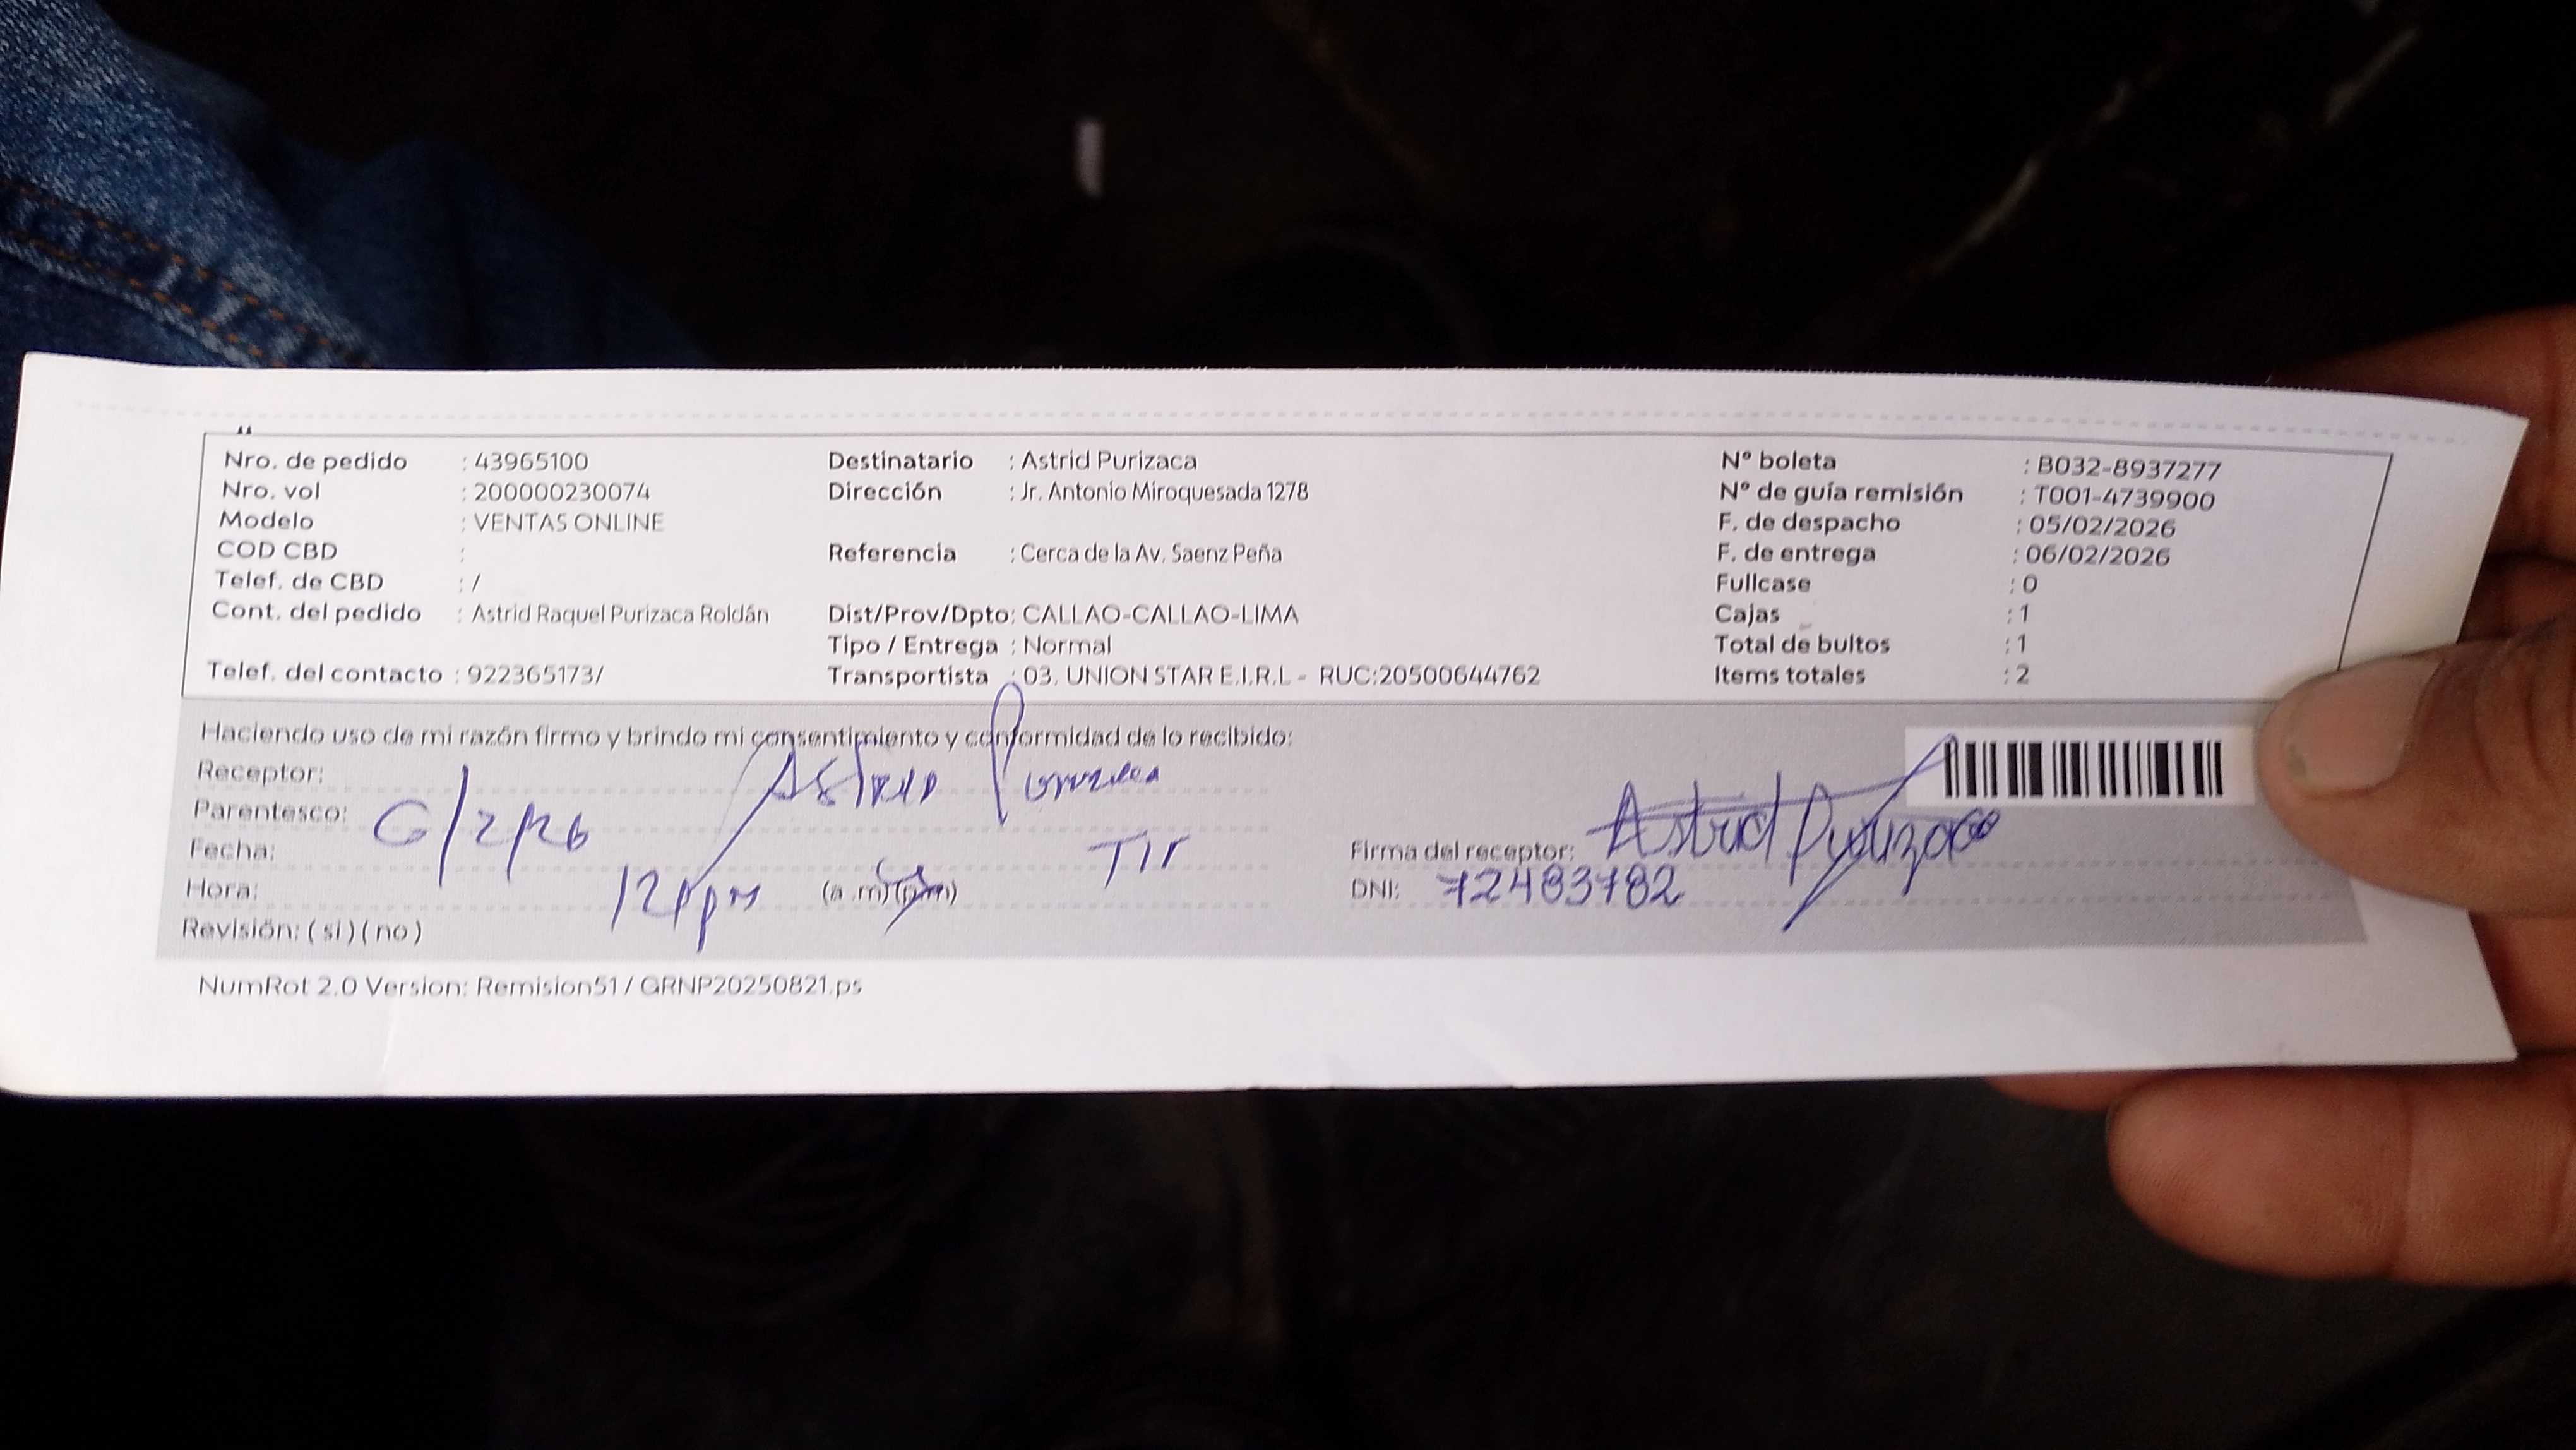 Nro. de pedido : 43965100
Nro. vol : 200000230074
Modelo : VENTAS ONLINE
COD CBD :
Telef. de CBD : /
Cont. del pedido : Astrid Raquel Purizaca Roldán
Telef. del contacto : 922365173/
Destinatario : Astrid Purizaca
Dirección : Jr. Antonio Miroquesada 1278
Referencia : Cerca de la Av. Saenz Peña
Dist/Prov/Dpto: CALLAO-CALLAO-LIMA
Tipo / Entrega : Normal
Transportista : 03. UNION STAR E.I.R.L - RUC:20500644762
N° boleta : B032-8937277
N° de guía remisión : T001-4739900
F. de despacho : 05/02/2026
F. de entrega : 06/02/2026
Fullcase : 0
Cajas : 1
Total de bultos : 1
Items totales : 2
Haciendo uso de mi razón firmo y brindo mi consentimiento y conformidad de lo recibido:
Receptor: Astrid Purizaca
Parentesco: TIT
Fecha: 6/2/26
Hora: 12 pm (a .m) (p.m)
Revisión: ( si ) ( no )
Firma del receptor: Astrid Purizaca
DNI: 72483782
NumRot 2.0 Version: Remision51 / GRNP20250821.ps